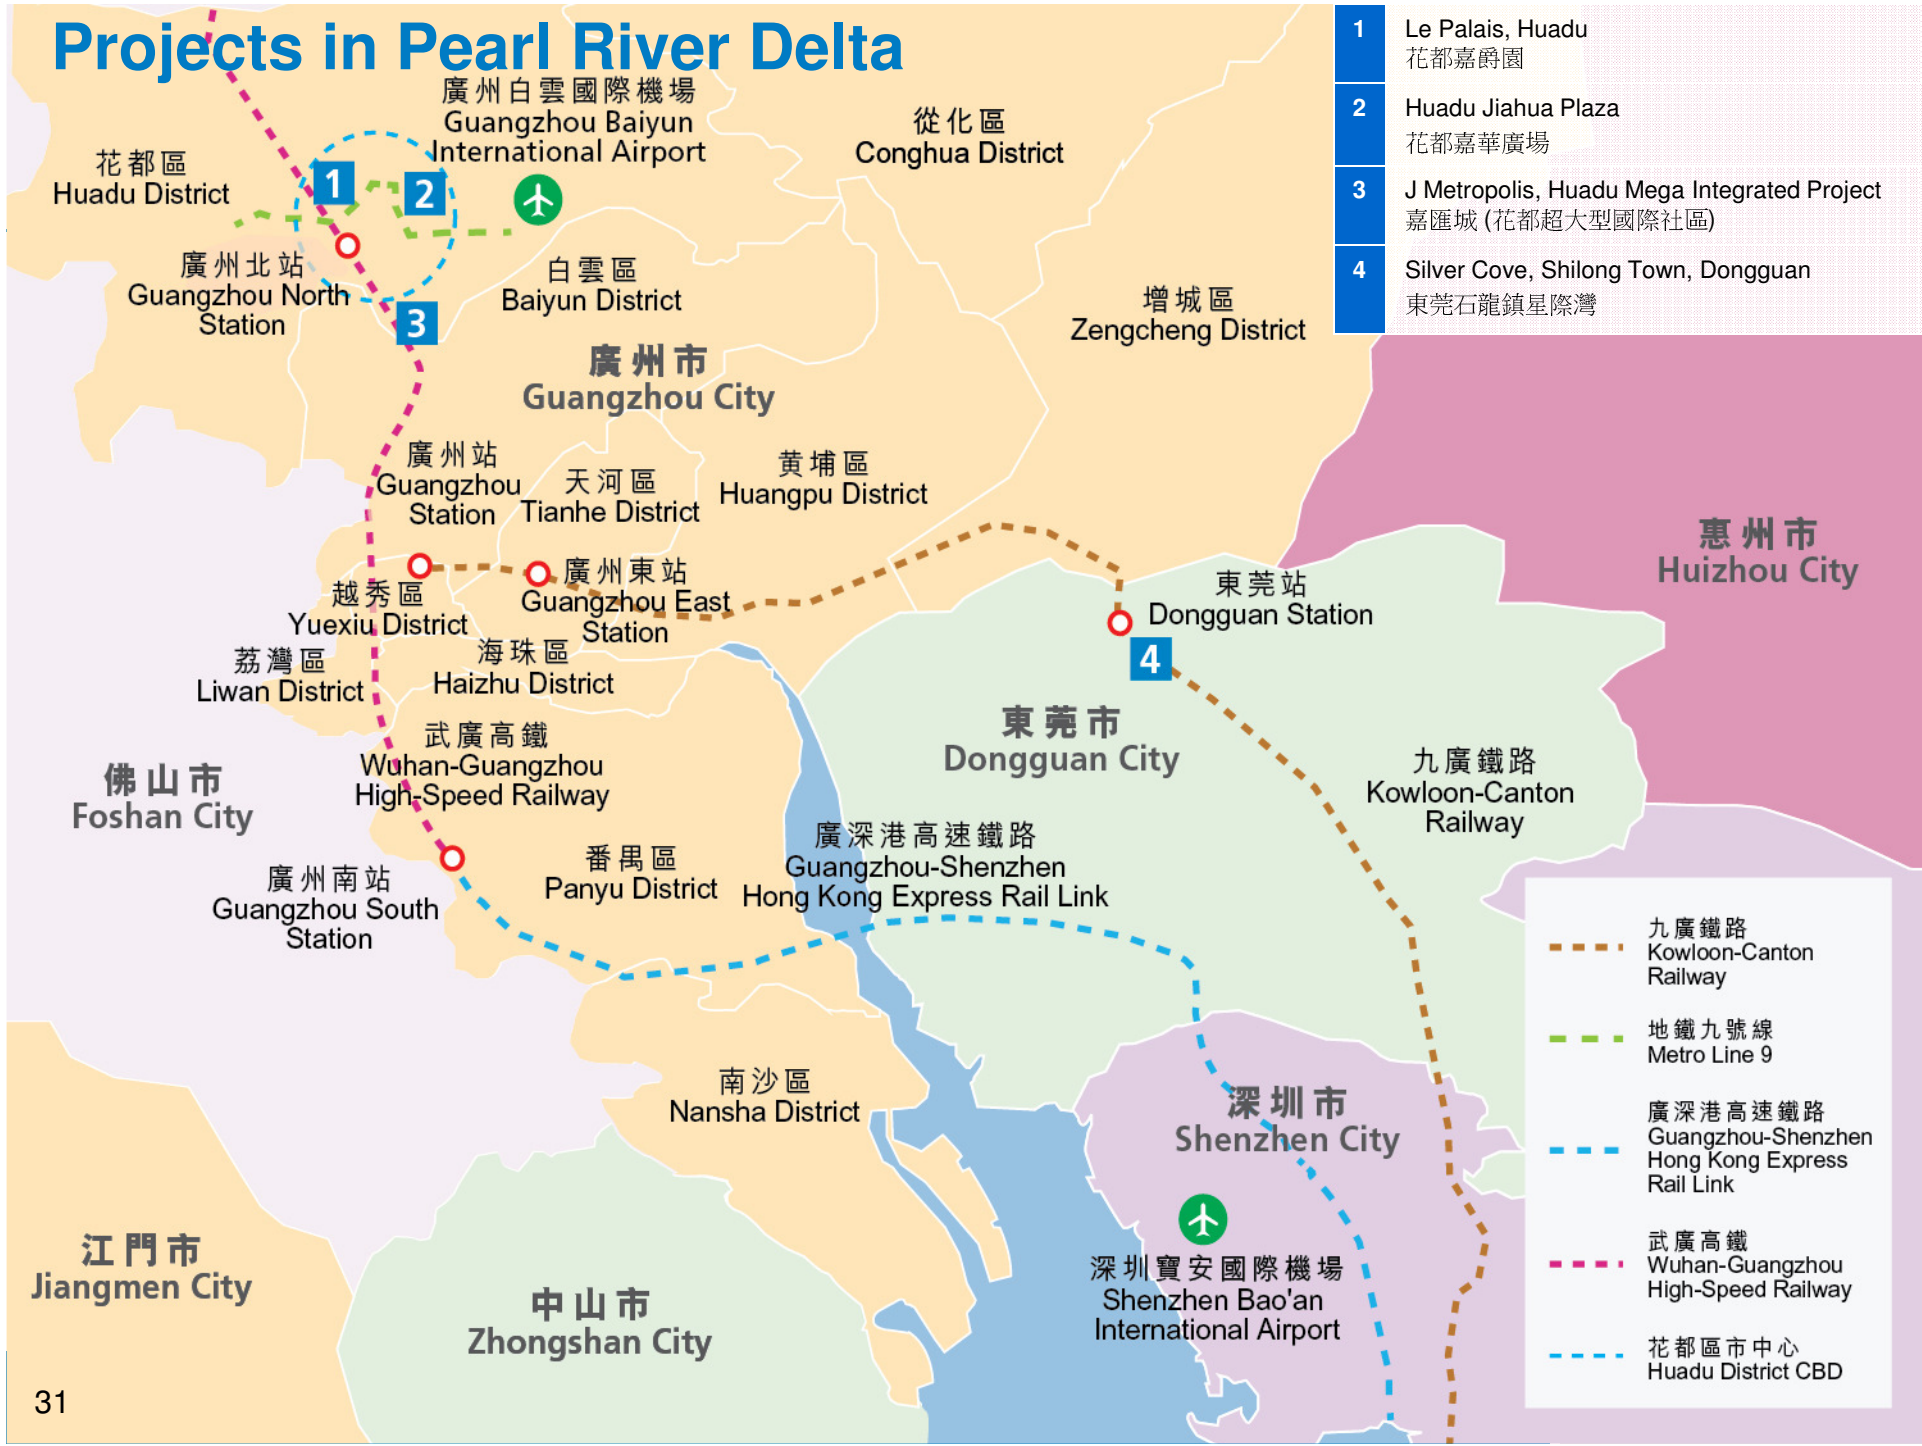 Projects in Pearl River Delta
1 Le Palais, Huadu
花都嘉爵園
2 Huadu Jiahua Plaza
花都嘉華廣場
3 J Metropolis, Huadu Mega Integrated Project
嘉匯城 (花都超大型國際社區)
4 Silver Cove, Shilong Town, Dongguan
東莞石龍鎮星際灣
廣州白雲國際機場
Guangzhou Baiyun
International Airport
從化區
Conghua District
花都區
Huadu District
1
2
廣州北站
Guangzhou North
Station
白雲區
Baiyun District
3
增城區
Zengcheng District
廣州市
Guangzhou City
廣州站
Guangzhou
Station
天河區
Tianhe District
黄埔區
Huangpu District
惠州市
Huizhou City
越秀區
Yuexiu District
廣州東站
Guangzhou East
Station
東莞站
Dongguan Station
4
荔灣區
Liwan District
海珠區
Haizhu District
武廣高鐵
Wuhan-Guangzhou
High-Speed Railway
東莞市
Dongguan City
九廣鐵路
Kowloon-Canton
Railway
佛山市
Foshan City
廣州南站
Guangzhou South
Station
番禺區
Panyu District
廣深港高速鐵路
Guangzhou-Shenzhen
Hong Kong Express Rail Link
南沙區
Nansha District
深圳市
Shenzhen City
江門市
Jiangmen City
中山市
Zhongshan City
深圳寶安國際機場
Shenzhen Bao'an
International Airport
九廣鐵路
Kowloon-Canton
Railway
地鐵九號線
Metro Line 9
廣深港高速鐵路
Guangzhou-Shenzhen
Hong Kong Express
Rail Link
武廣高鐵
Wuhan-Guangzhou
High-Speed Railway
花都區市中心
Huadu District CBD
31